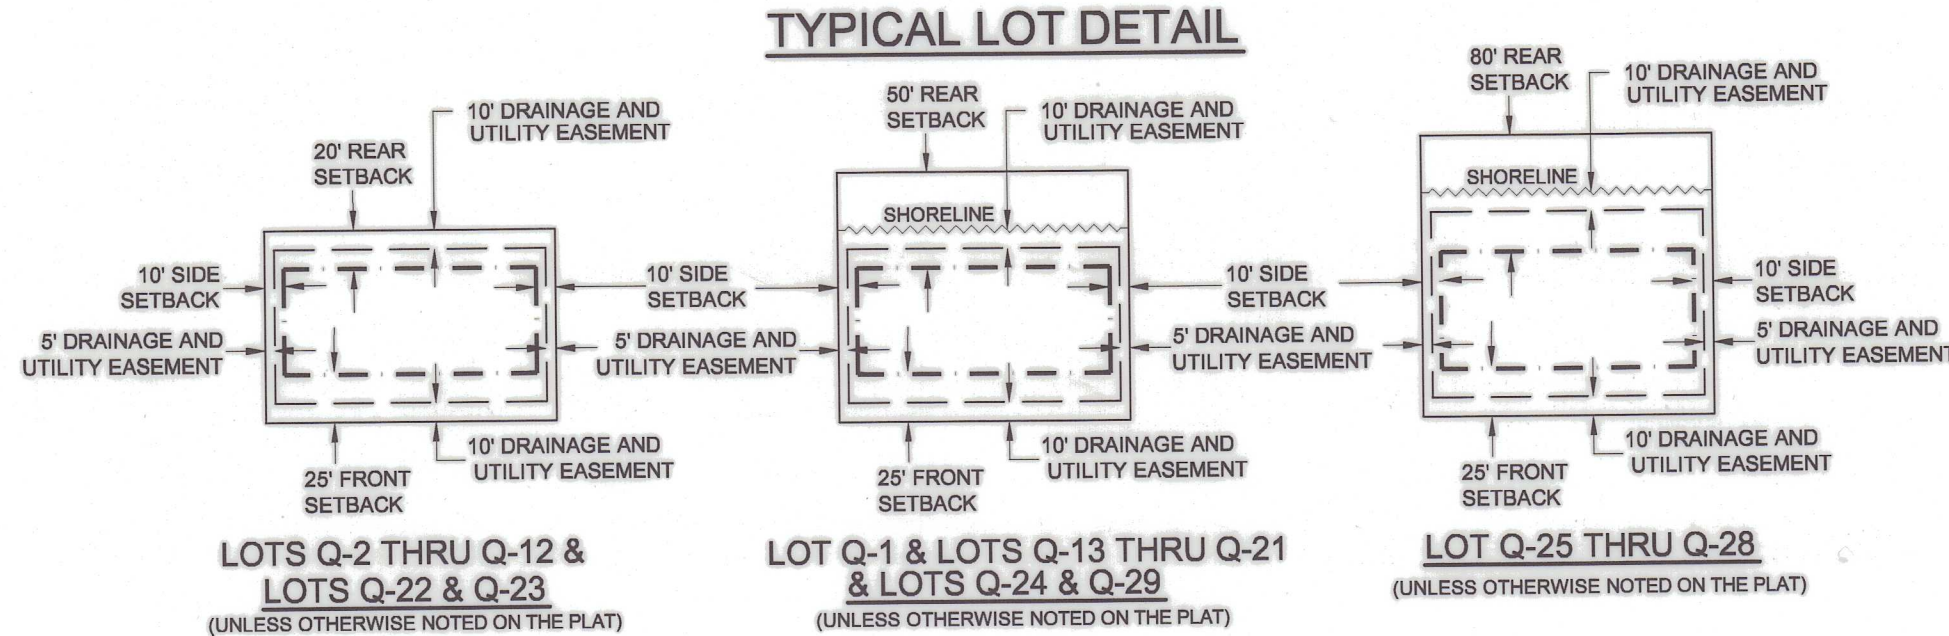 TYPICAL LOT DETAIL
10' DRAINAGE AND
UTILITY EASEMENT
20' REAR
SETBACK
10' SIDE
SETBACK
5' DRAINAGE AND
UTILITY EASEMENT
10' DRAINAGE AND
UTILITY EASEMENT
25' FRONT
SETBACK
LOTS Q-2 THRU Q-12 &
LOTS Q-22 & Q-23
(UNLESS OTHERWISE NOTED ON THE PLAT)
50' REAR
SETBACK
10' DRAINAGE AND
UTILITY EASEMENT
SHORELINE
10' SIDE
SETBACK
5' DRAINAGE AND
UTILITY EASEMENT
10' DRAINAGE AND
UTILITY EASEMENT
25' FRONT
SETBACK
LOT Q-1 & LOTS Q-13 THRU Q-21
& LOTS Q-24 & Q-29
(UNLESS OTHERWISE NOTED ON THE PLAT)
80' REAR
SETBACK
10' DRAINAGE AND
UTILITY EASEMENT
SHORELINE
10' SIDE
SETBACK
5' DRAINAGE AND
UTILITY EASEMENT
10' SIDE
SETBACK
5' DRAINAGE AND
UTILITY EASEMENT
10' DRAINAGE AND
UTILITY EASEMENT
25' FRONT
SETBACK
LOT Q-25 THRU Q-28
(UNLESS OTHERWISE NOTED ON THE PLAT)